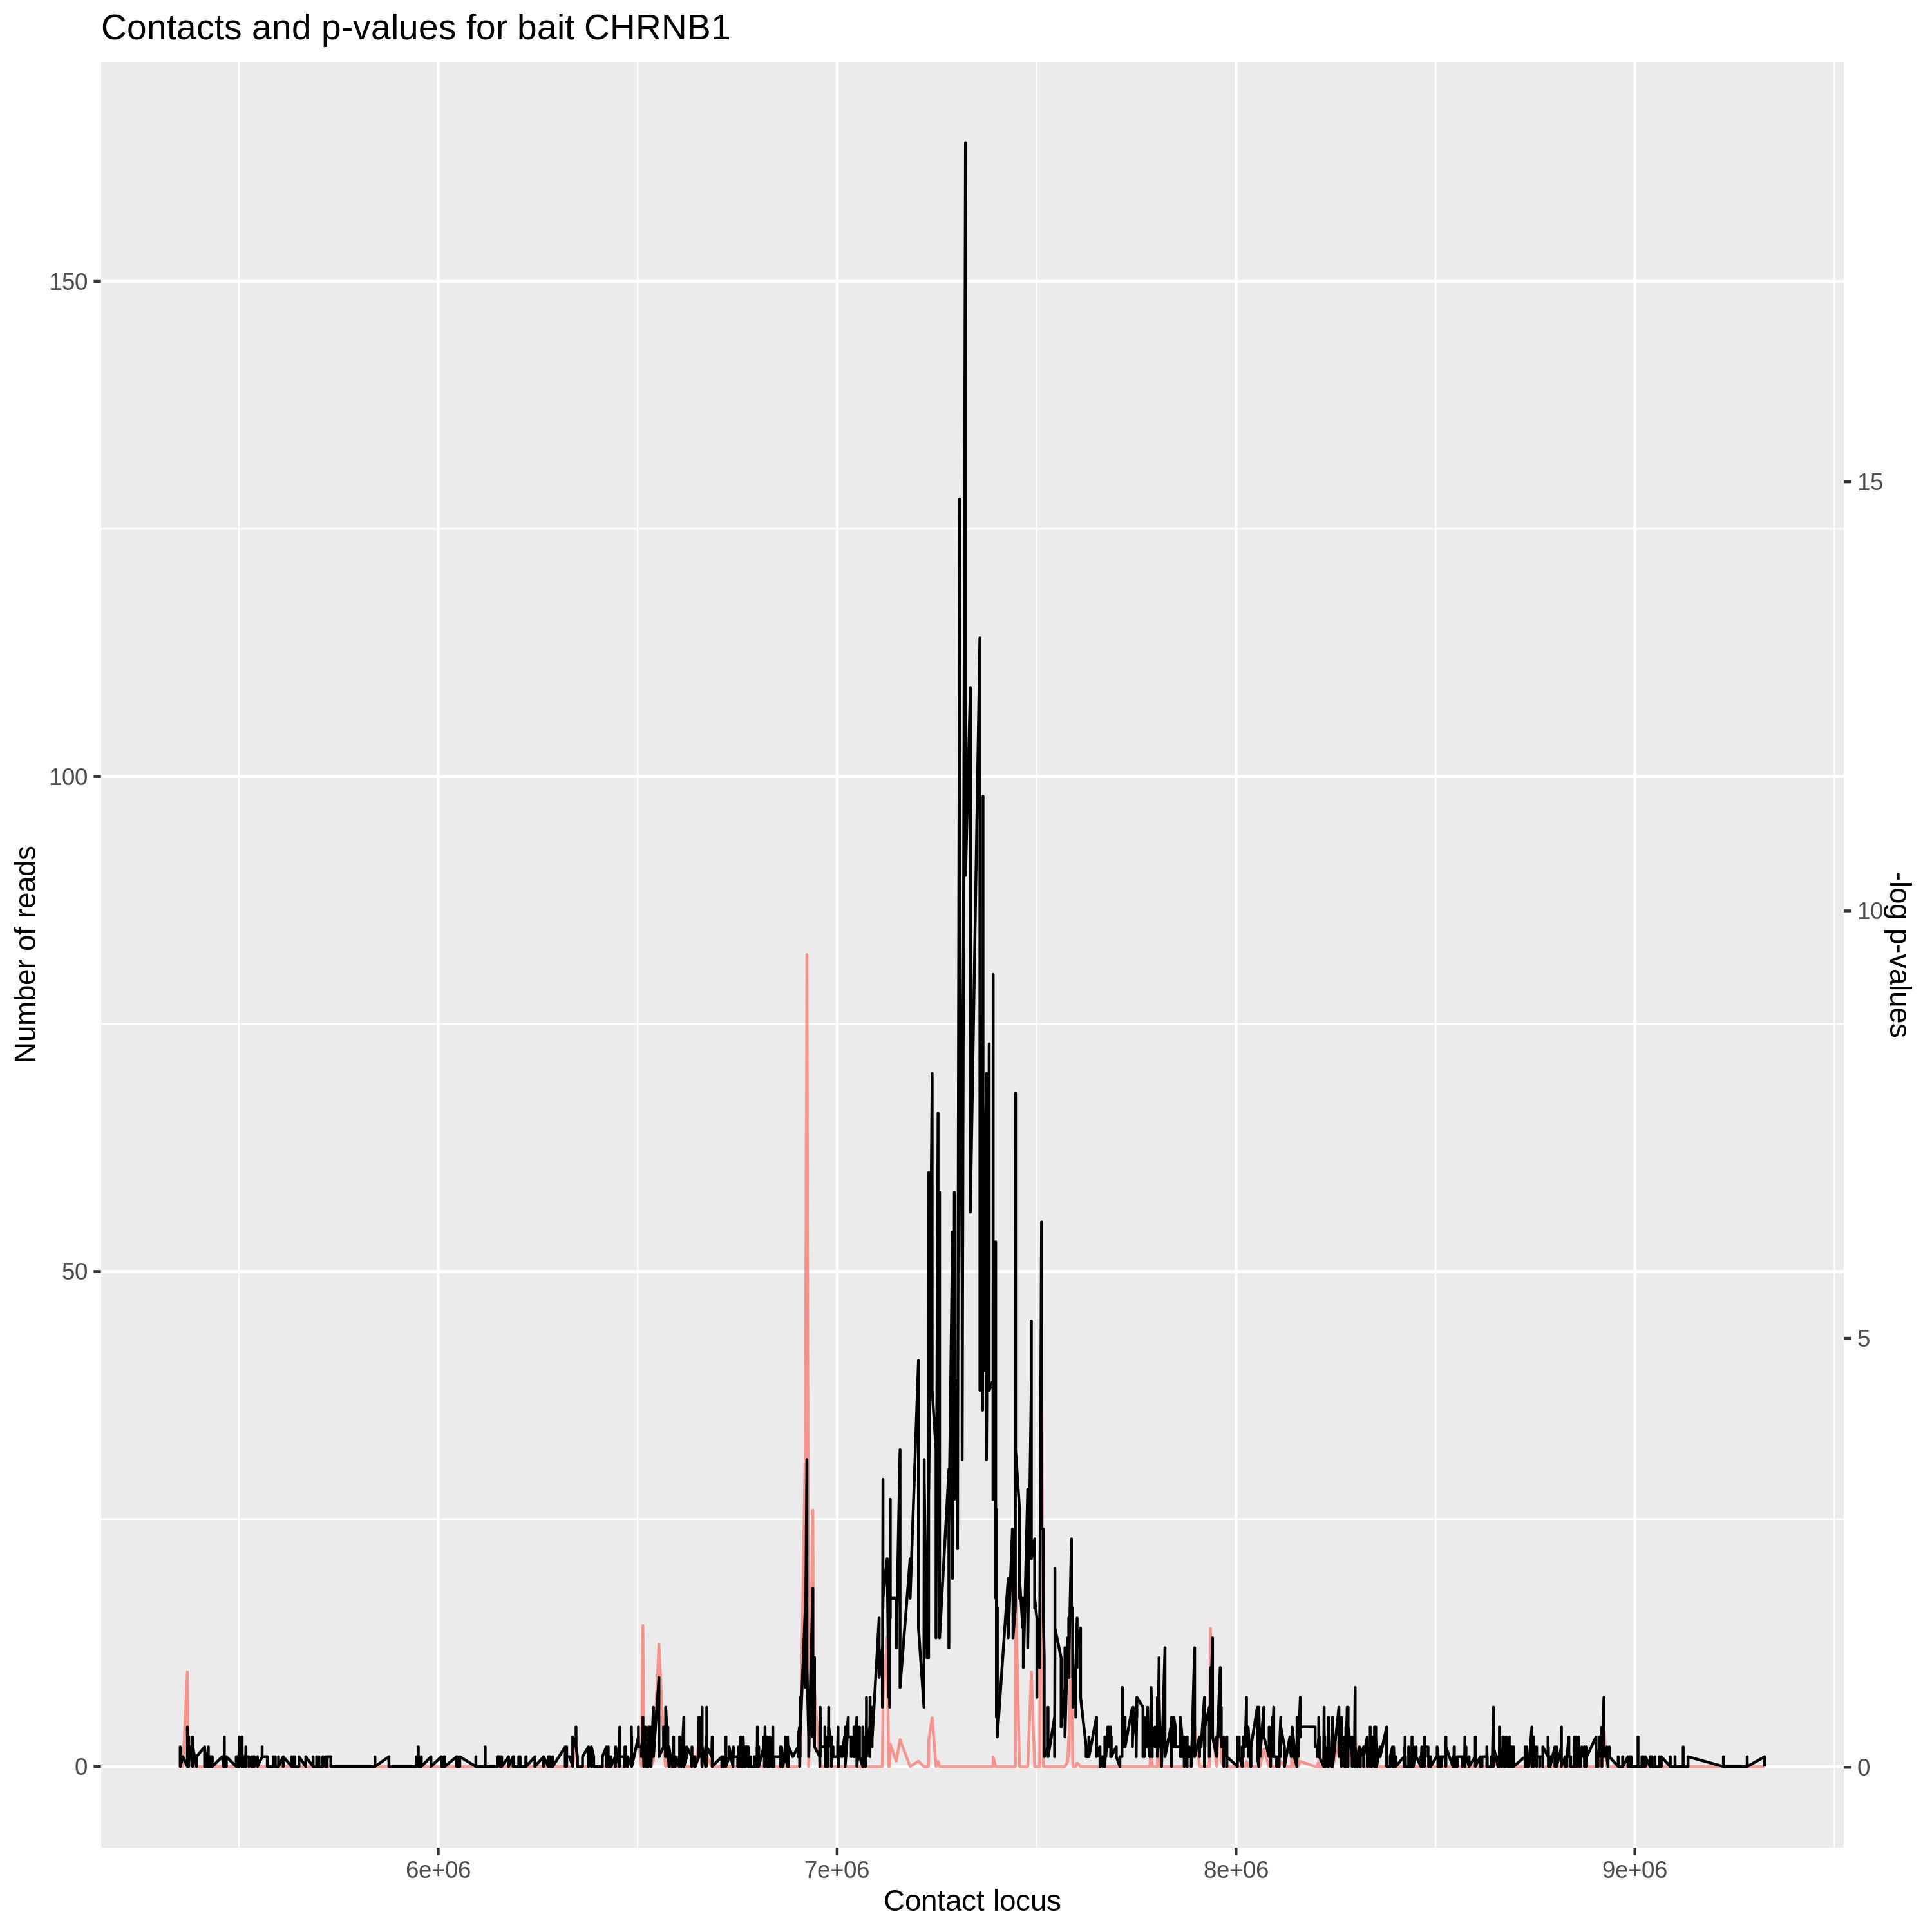 Contacts and p-values for bait CHRNB1
150
100
50
0
Number of reads
15
10
5
0
-log p-values
6e+06
7e+06
8e+06
9e+06
Contact locus